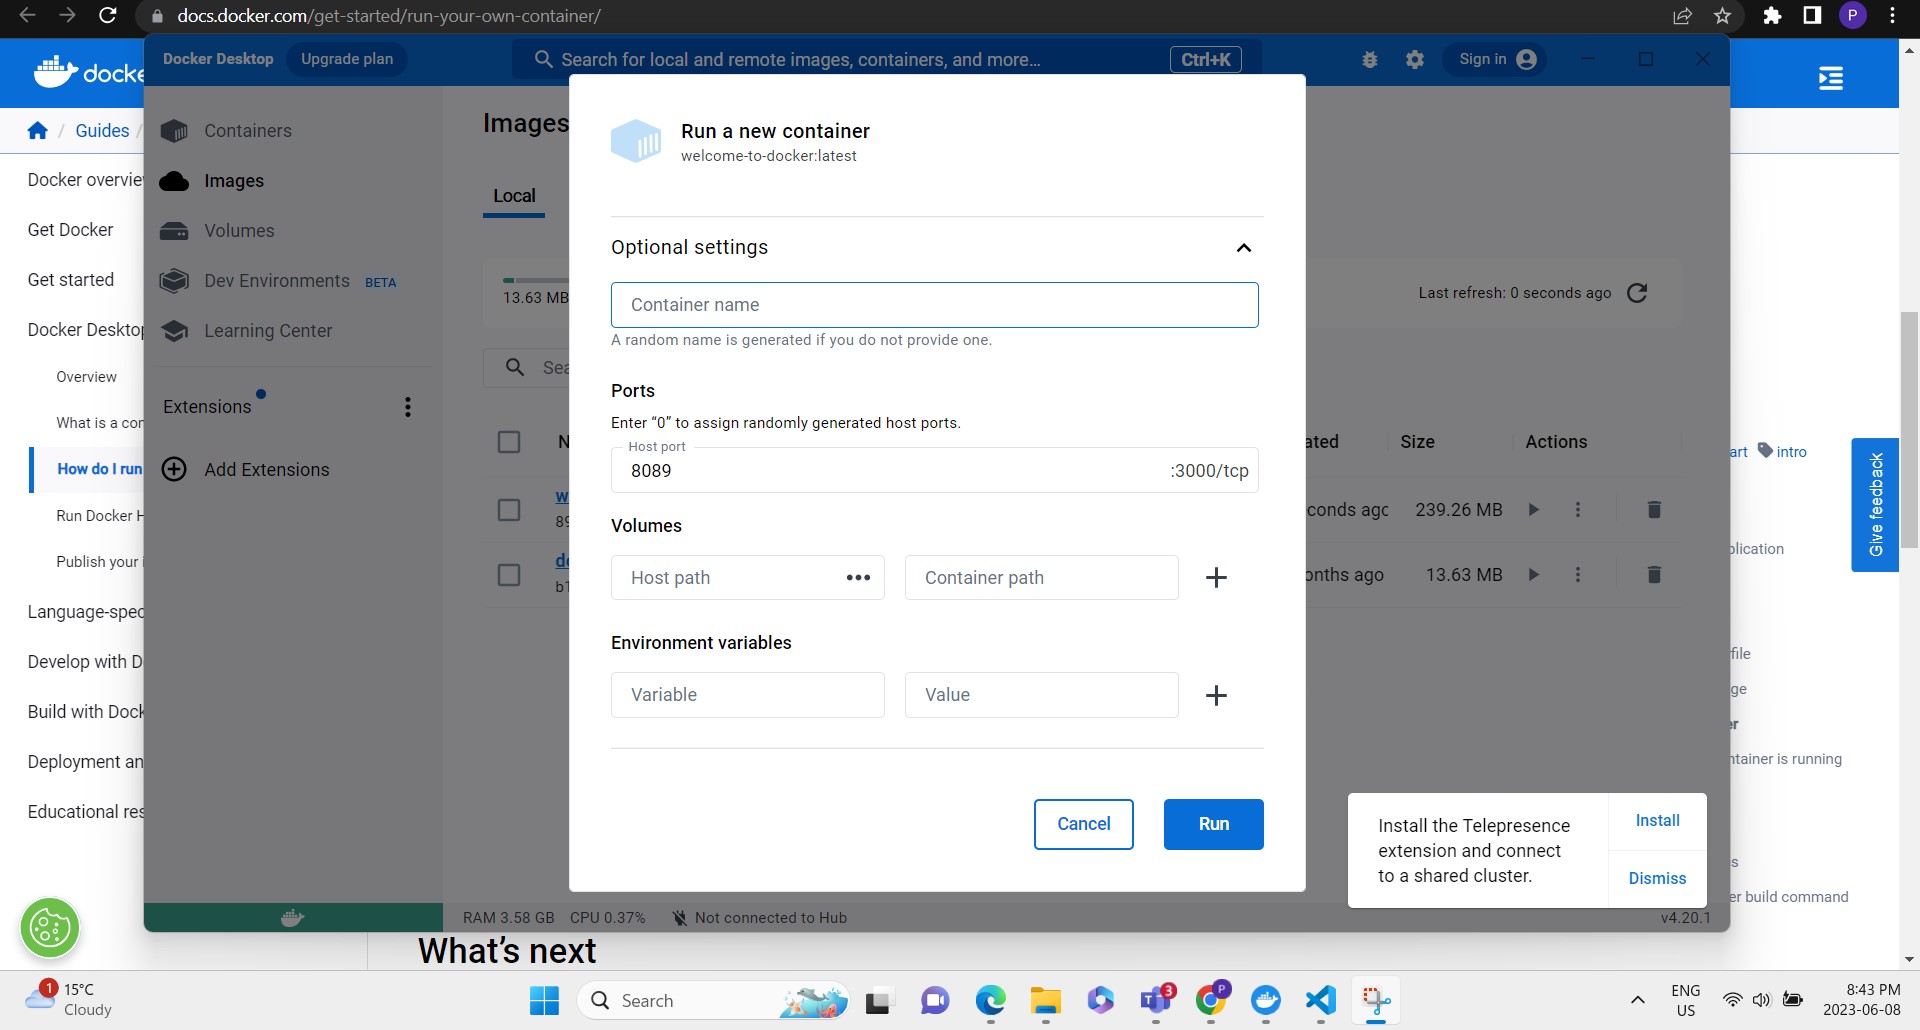 docs.docker.com/get-started/run-your-own-container/
P
docke
Docker Desktop
Upgrade plan
Search for local and remote images, containers, and more...
Ctrl+K
Sign in
/ Guides /
Docker overvie
Get Docker
Get started
Docker Desktop
Overview
What is a con
How do I run
Run Docker H
Publish your i
Language-spec
Develop with D
Build with Dock
Deployment an
Educational res
Containers
Images
Volumes
Dev Environments BETA
Learning Center
Extensions
Add Extensions
Images
Local
13.63 MB
Last refresh: 0 seconds ago
Sea
N
ated
Size
Actions
w
89
conds ago
239.26 MB
do
b1
onths ago
13.63 MB
Run a new container
welcome-to-docker:latest
Optional settings
Container name
A random name is generated if you do not provide one.
Ports
Enter “0” to assign randomly generated host ports.
Host port
8089
:3000/tcp
Volumes
Host path
Container path
Environment variables
Variable
Value
Cancel
Run
art
intro
Give feedback
plication
file
ge
er
ntainer is running
s
er build command
Install the Telepresence
extension and connect
to a shared cluster.
Install
Dismiss
RAM 3.58 GB CPU 0.37%
Not connected to Hub
v4.20.1
What’s next
1
15°C
Cloudy
Search
3
P
ENG
US
8:43 PM
2023-06-08